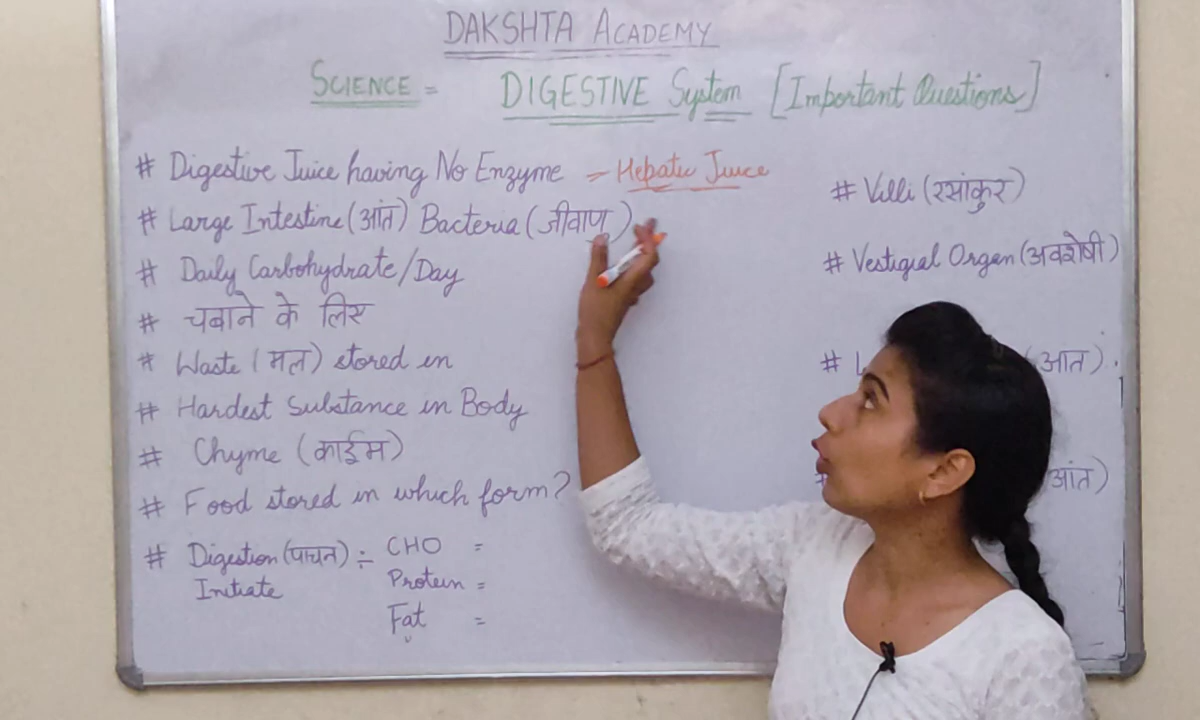 DAKSHTA ACADEMY
SCIENCE = DIGESTIVE System [Important Questions]
# Digestive Juice having No Enzyme - Hepatic Juice
# Large Intestine (आंत) Bacteria (जीवाणु)
# Daily Carbohydrate/Day
# चबाने के लिए
# Waste (मल) stored in
# Hardest Substance in Body
# Chyme (काईम)
# Food stored in which form?
# Digestion (पाचन) ÷ CHO =
Initiate Protein =
Fat =
# Villi (रसांकुर)
# Vestigial Organ (अवशेषी)
# (आंत)
# आंत)